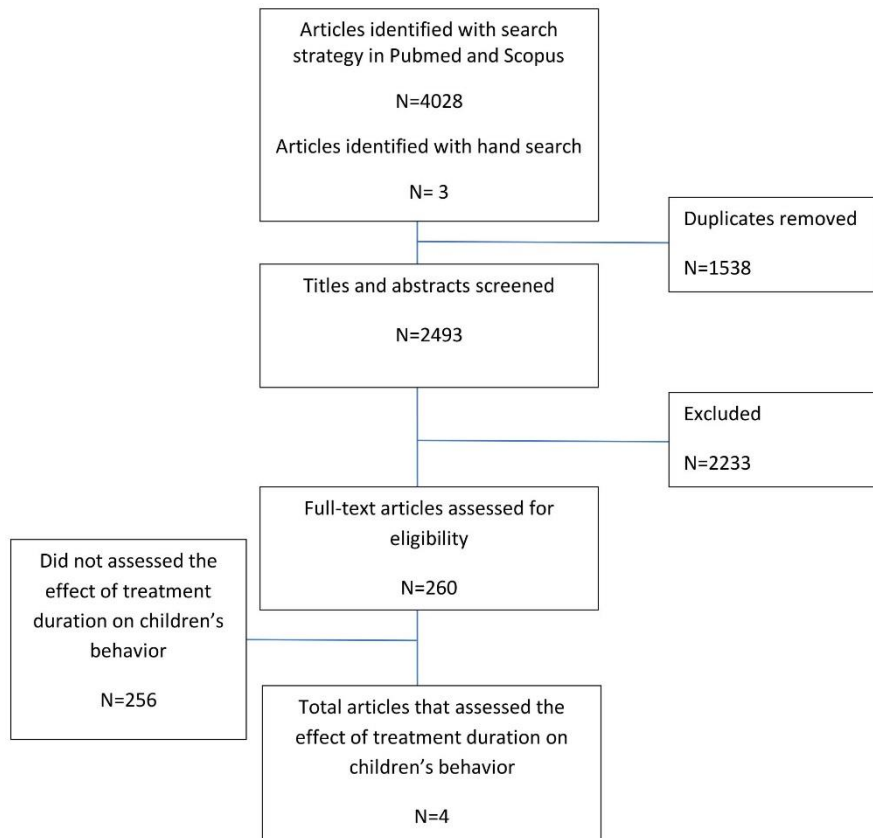 Articles identified with search
strategy in Pubmed and Scopus
N=4028
Articles identified with hand search
N= 3
Duplicates removed
N=1538
Titles and abstracts screened
N=2493
Excluded
N=2233
Full-text articles assessed for
eligibility
N=260
Did not assessed the
effect of treatment
duration on children’s
behavior
N=256
Total articles that assessed the
effect of treatment duration on
children’s behavior
N=4